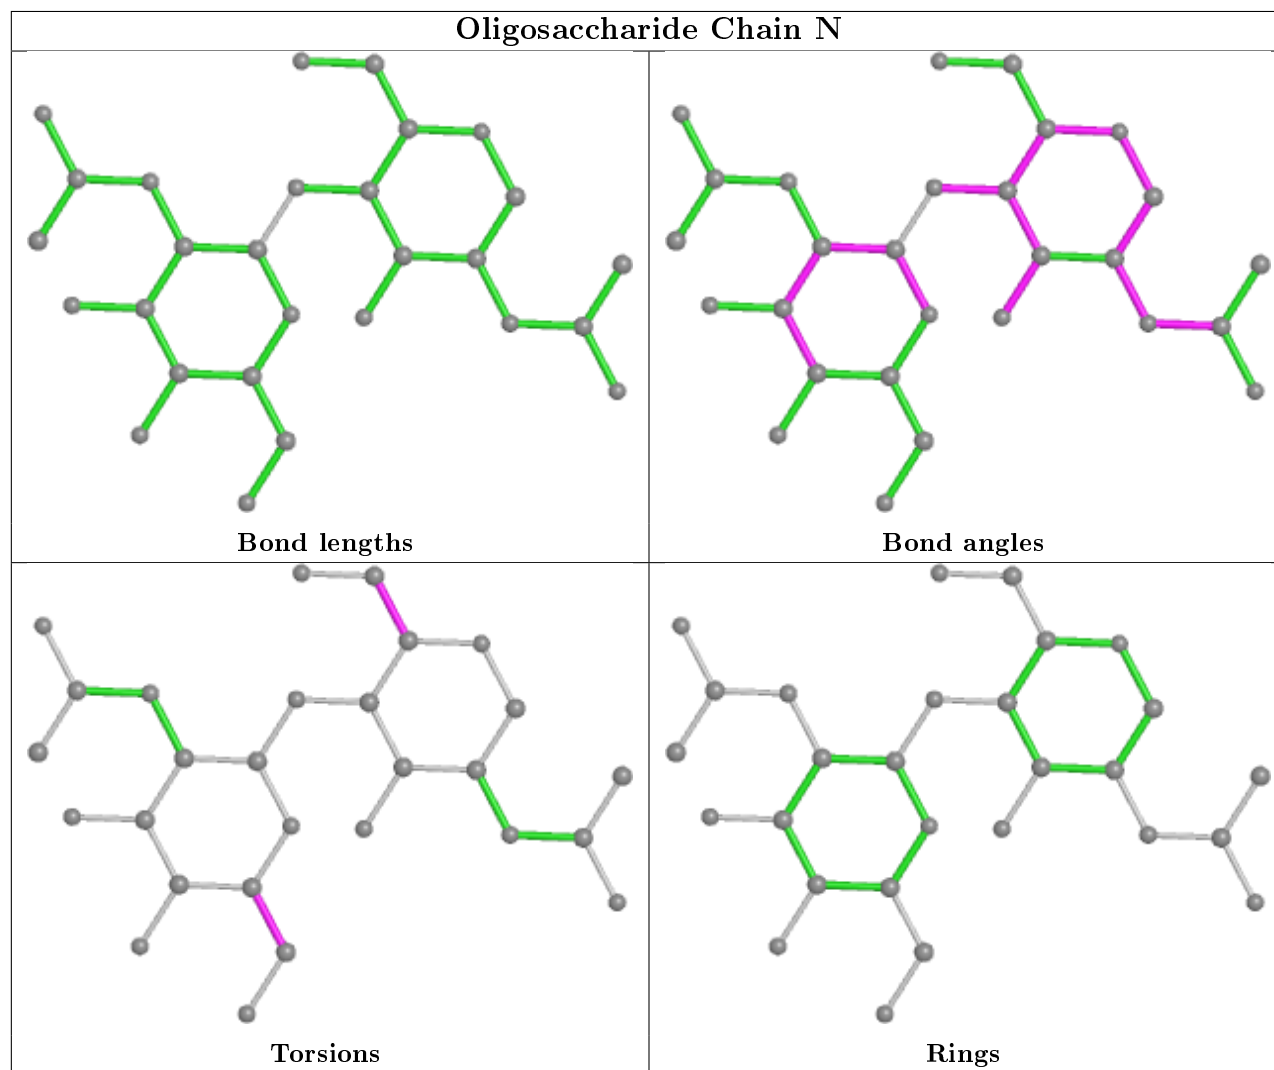 Oligosaccharide Chain N
Bond lengths
Bond angles
Torsions
Rings